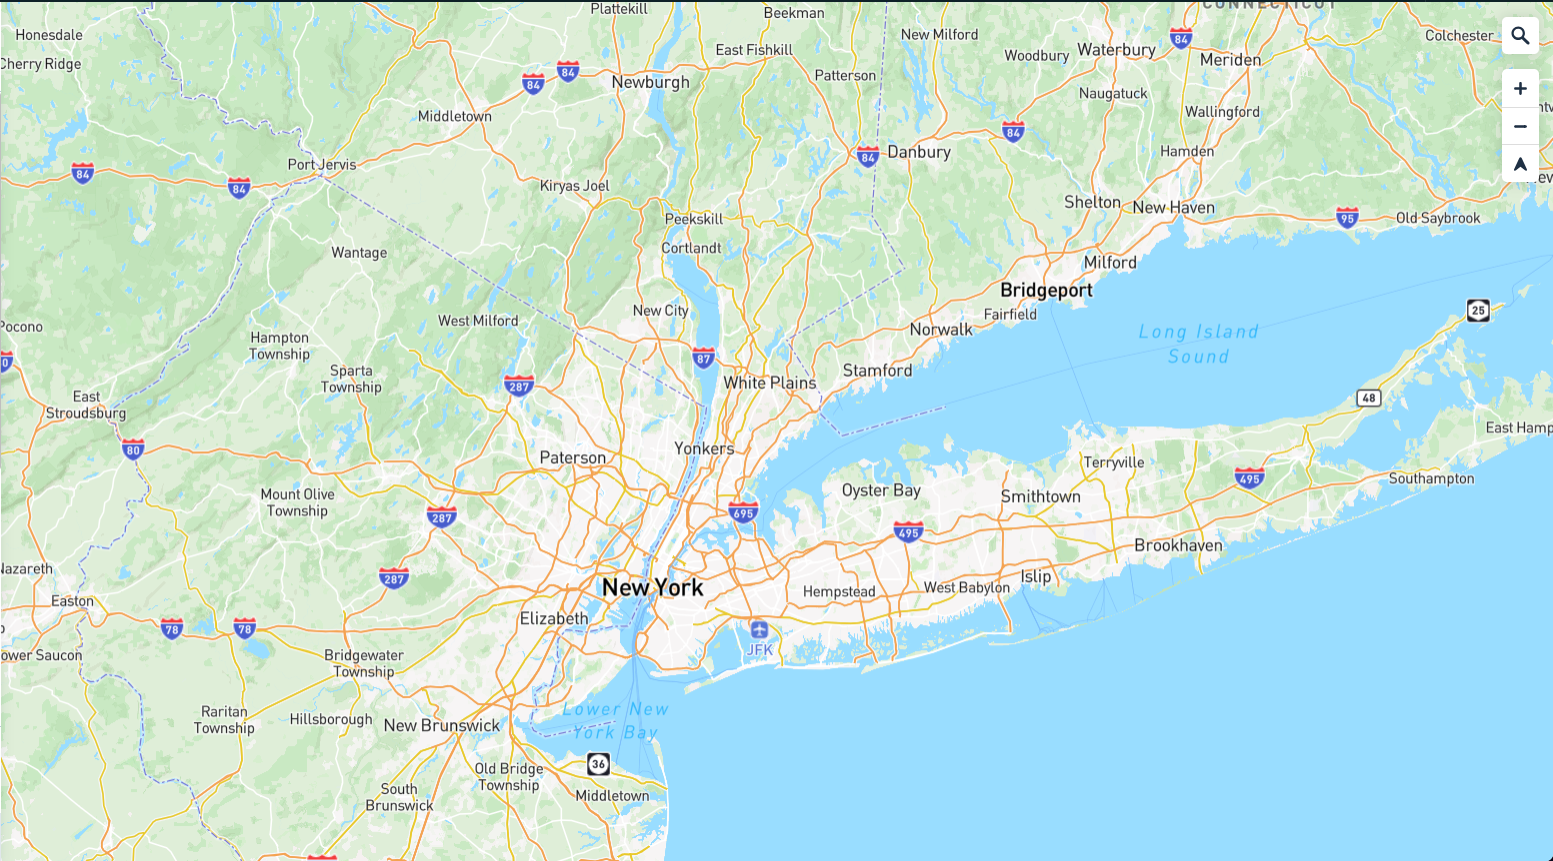 CONNECTICUT
Plattekill
Beekman
Honesdale
New Milford
Colchester
84
East Fishkill
Woodbury
Waterbury
Meriden
Cherry Ridge
84
84
Newburgh
Patterson
Naugatuck
Middletown
Wallingford
84
84
Danbury
Hamden
Port Jervis
84
84
Kiryas Joel
Shelton
New Haven
95
Old Saybrook
Peekskill
Cortlandt
Wantage
Milford
Bridgeport
New City
Fairfield
25
Pocono
West Milford
Norwalk
Long Island
Sound
Hampton
Township
87
Stamford
Sparta
Township
287
White Plains
East
Stroudsburg
48
East Hamp
80
Yonkers
Paterson
Terryville
495
Southampton
Mount Olive
Township
Oyster Bay
Smithtown
287
695
495
Brookhaven
Nazareth
287
New York
Hempstead
West Babylon
Islip
Easton
Elizabeth
78
78
JFK
ower Saucon
Bridgewater
Township
Lower New
York Bay
Raritan
Township
Hillsborough
New Brunswick
36
Old Bridge
Township
South
Brunswick
Middletown